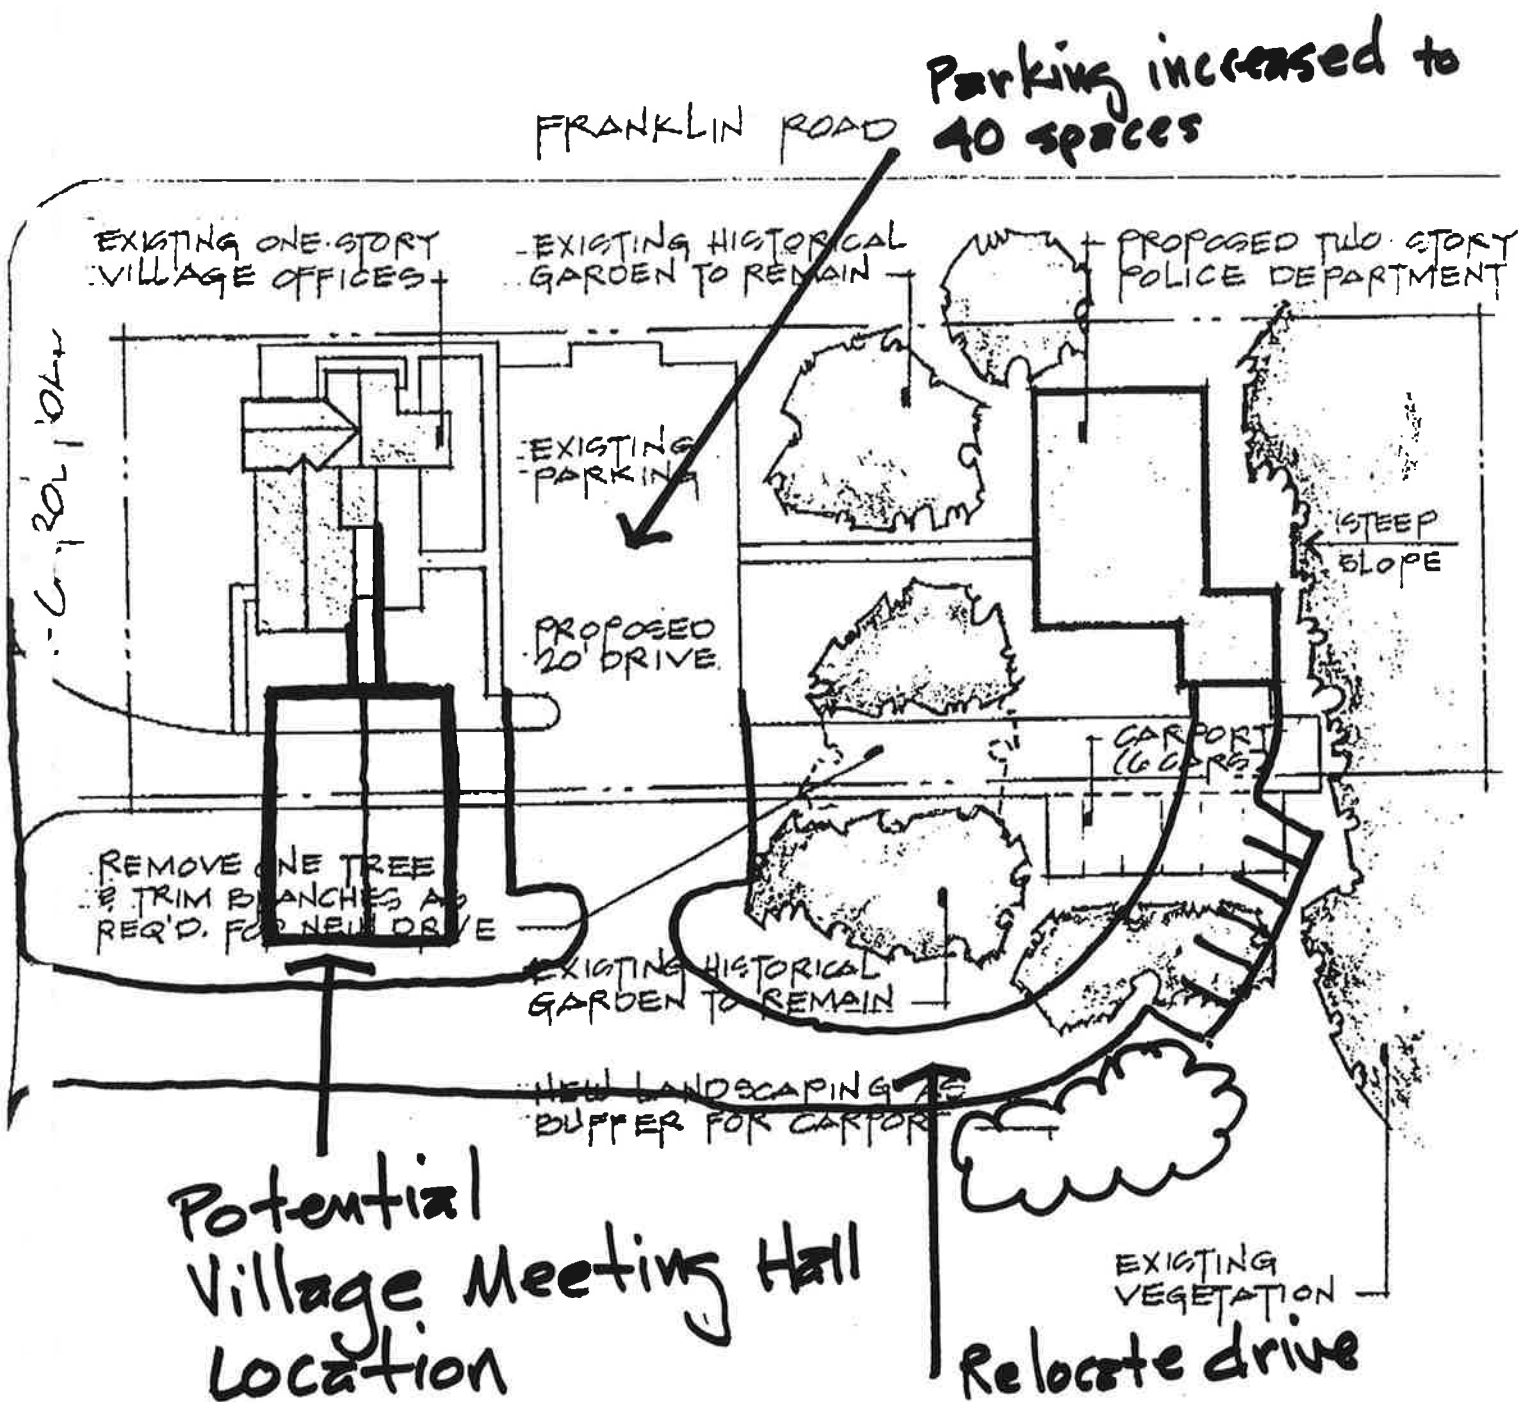 Parking increased to
40 spaces
FRANKLIN ROAD
EXISTING ONE-STORY
VILLAGE OFFICES
EXISTING HISTORICAL
GARDEN TO REMAIN
PROPOSED TWO-STORY
POLICE DEPARTMENT
EXISTING
PARKING
STEEP
SLOPE
PROPOSED
20' DRIVE
CARPORT
(6 CARS)
REMOVE ONE TREE
& TRIM BRANCHES AS
REQ'D. FOR NEW DRIVE
EXISTING HISTORICAL
GARDEN TO REMAIN
NEW LANDSCAPING AS
BUFFER FOR CARPORT
Potential
Village Meeting Hall
Location
EXISTING
VEGETATION
Relocate drive